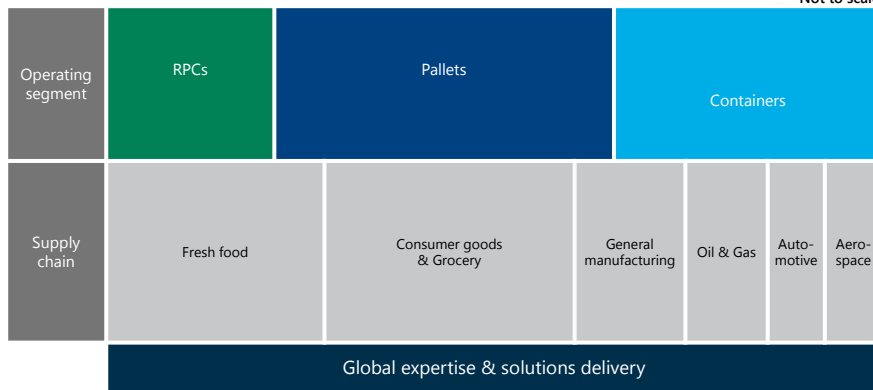 Not to scale
Operating
segment
RPCs
Pallets
Containers
Supply
chain
Fresh food
Consumer goods
& Grocery
General
manufacturing
Oil & Gas
Auto-
motive
Aero-
space
Global expertise & solutions delivery